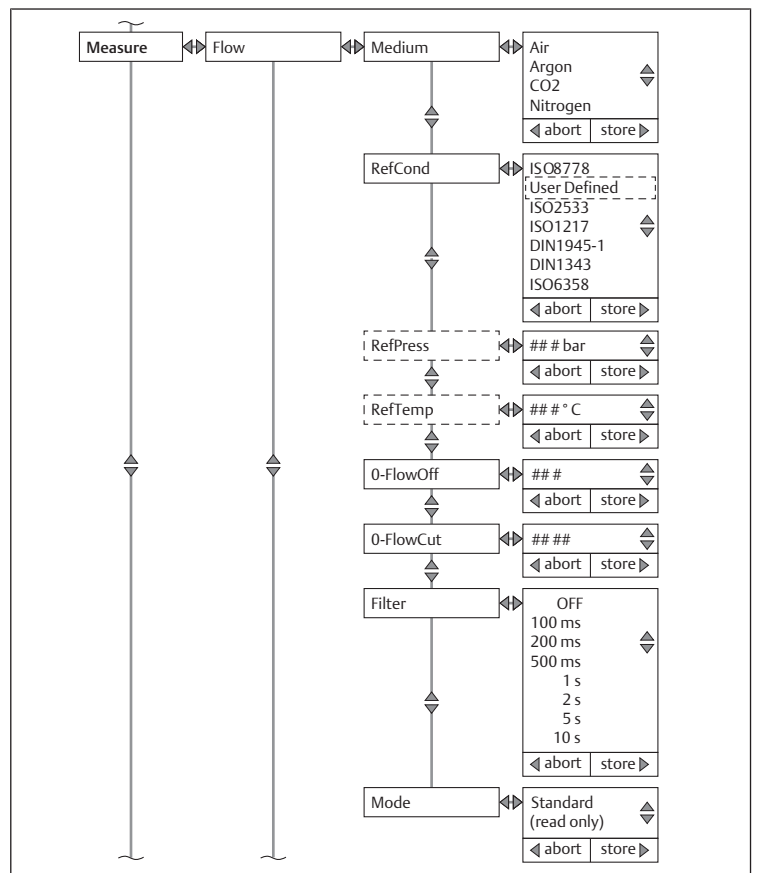 Measure
Flow
Medium
Air
Argon
CO2
Nitrogen
abort store
RefCond
ISO8778
User Defined
ISO2533
ISO1217
DIN1945-1
DIN1343
ISO6358
abort store
RefPress
### bar
abort store
RefTemp
###° C
abort store
0-FlowOff
###
abort store
0-FlowCut
####
abort store
Filter
OFF
100 ms
200 ms
500 ms
1 s
2 s
5 s
10 s
abort store
Mode
Standard
(read only)
abort store